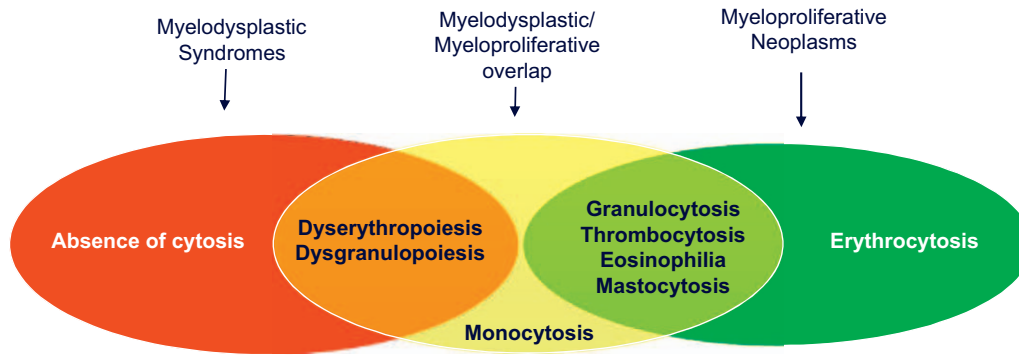 Myelodysplastic
Syndromes
Myelodysplastic/
Myeloproliferative
overlap
Myeloproliferative
Neoplasms
Absence of cytosis
Dyserythropoiesis
Dysgranulopoiesis
Granulocytosis
Thrombocytosis
Eosinophilia
Mastocytosis
Erythrocytosis
Monocytosis